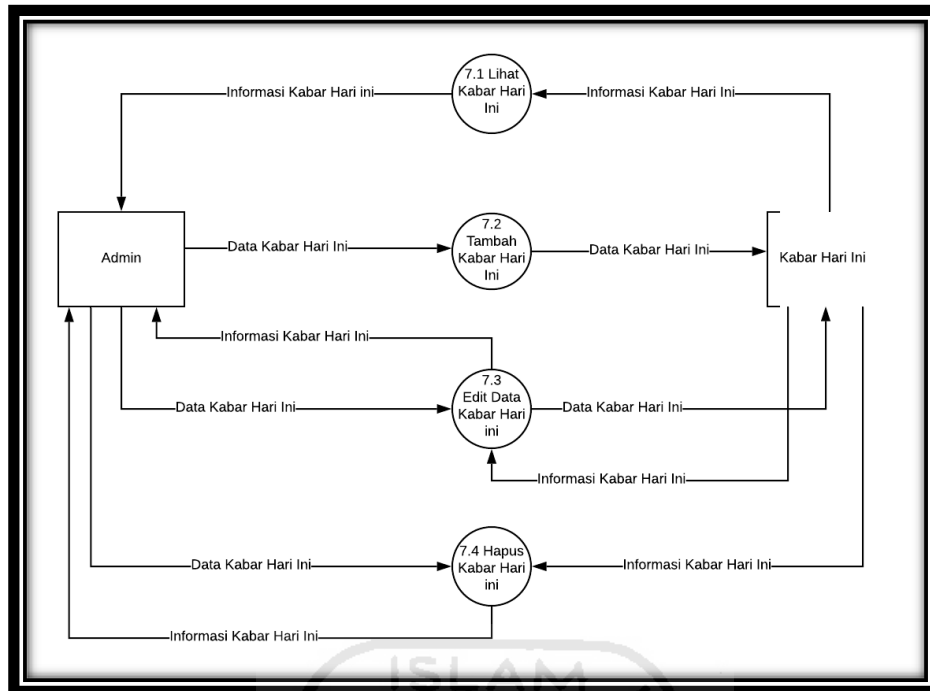 Informasi Kabar Hari ini
7.1 Lihat
Kabar Hari
Ini
Informasi Kabar Hari Ini
Admin
Data Kabar Hari Ini
7.2
Tambah
Kabar Hari
Ini
Data Kabar Hari Ini
Kabar Hari Ini
Informasi Kabar Hari Ini
Data Kabar Hari Ini
7.3
Edit Data
Kabar Hari
ini
Data Kabar Hari Ini
Informasi Kabar Hari Ini
Data Kabar Hari Ini
7.4 Hapus
Kabar Hari
ini
Informasi Kabar Hari Ini
Informasi Kabar Hari Ini
ISLAM